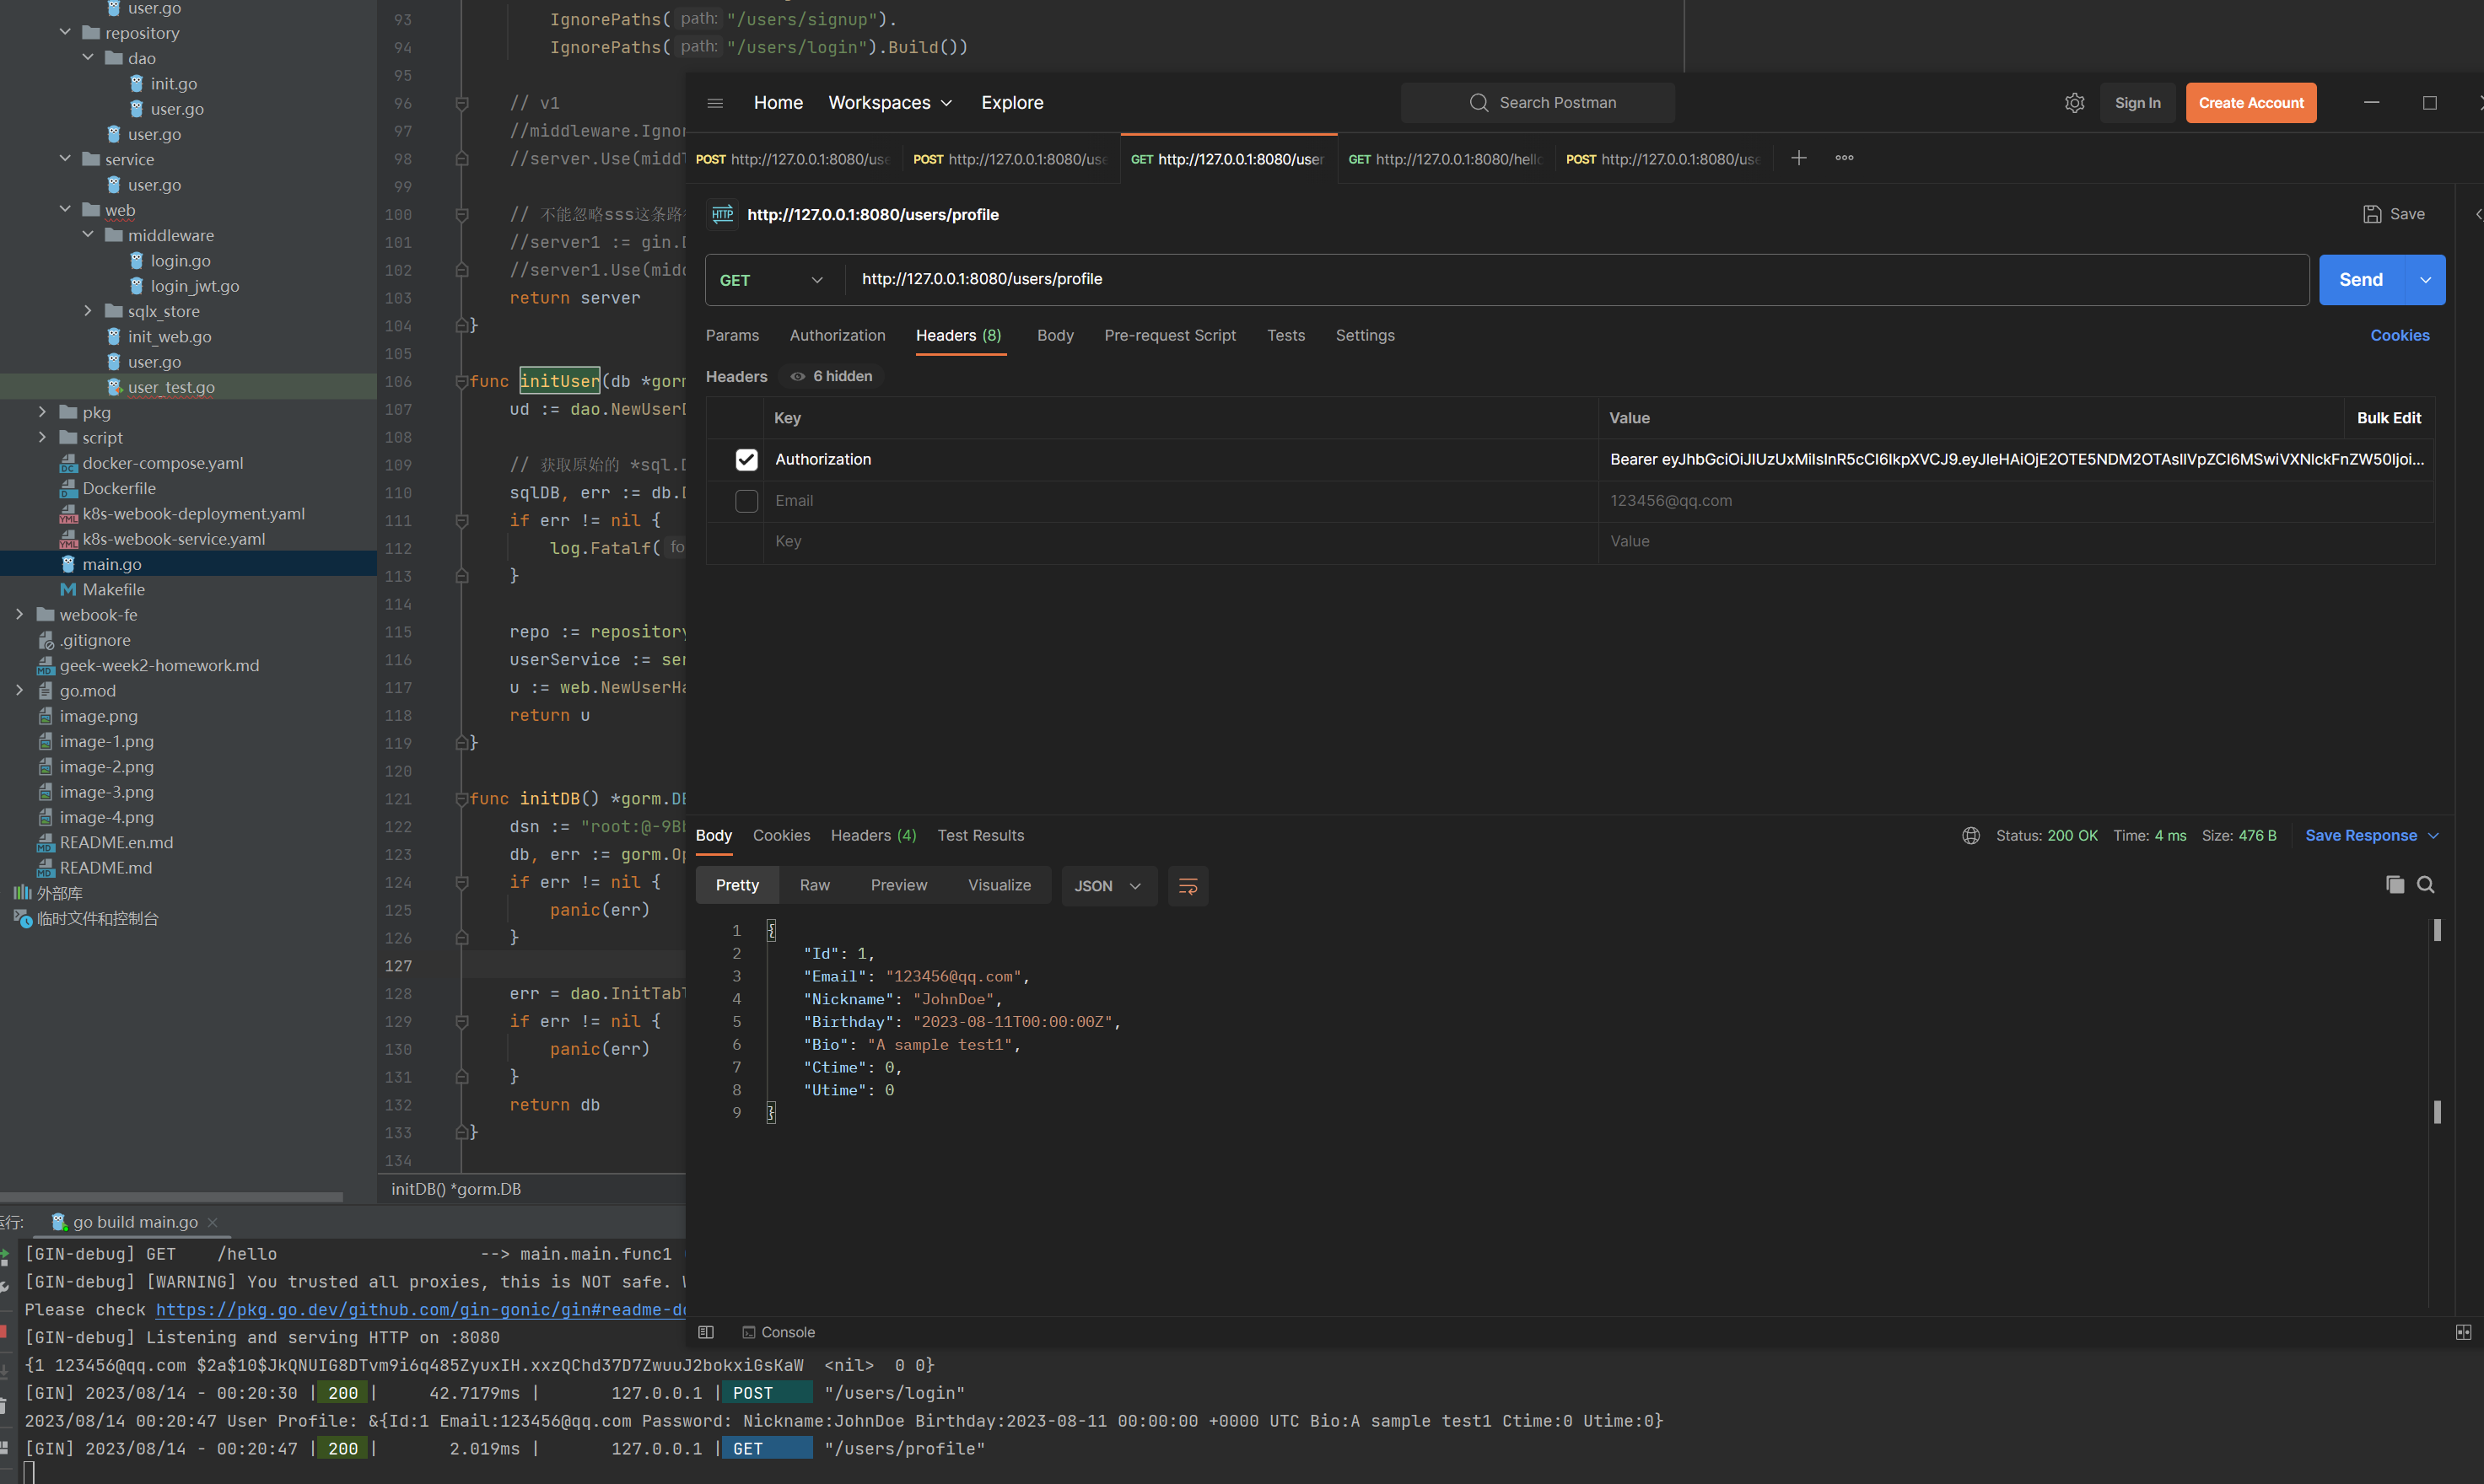 user.go
repository
dao
init.go
user.go
user.go
service
user.go
web
middleware
login.go
login_jwt.go
sqlx_store
init_web.go
user.go
user_test.go
pkg
script
docker-compose.yaml
Dockerfile
k8s-webook-deployment.yaml
k8s-webook-service.yaml
main.go
Makefile
webook-fe
.gitignore
geek-week2-homework.md
go.mod
image.png
image-1.png
image-2.png
image-3.png
image-4.png
README.en.md
README.md
外部库
临时文件和控制台
93 IgnorePaths( path: "/users/signup").
94 IgnorePaths( path: "/users/login").Build())
95
96 // v1
97 //middleware.Ignor
98 //server.Use(middl
99
100 // 不能忽略sss这条路
101 //server1 := gin.D
102 //server1.Use(midd
103 return server
104 }
105
106 func initUser(db *gorm
107 ud := dao.NewUserD
108
109 // 获取原始的 *sql.D
110 sqlDB, err := db.D
111 if err != nil {
112 log.Fatalf( fo
113 }
114
115 repo := repository
116 userService := ser
117 u := web.NewUserHa
118 return u
119 }
120
121 func initDB() *gorm.DB
122 dsn := "root:@-9Bb
123 db, err := gorm.Op
124 if err != nil {
125 panic(err)
126 }
127
128 err = dao.InitTabl
129 if err != nil {
130 panic(err)
131 }
132 return db
133 }
134
initDB() *gorm.DB
Home Workspaces Explore Search Postman Sign In Create Account
POST http://127.0.0.1:8080/use POST http://127.0.0.1:8080/use GET http://127.0.0.1:8080/user GET http://127.0.0.1:8080/hello POST http://127.0.0.1:8080/use
HTTP http://127.0.0.1:8080/users/profile Save
GET http://127.0.0.1:8080/users/profile Send
Params Authorization Headers (8) Body Pre-request Script Tests Settings Cookies
Headers 6 hidden
Key Value Bulk Edit
Authorization Bearer eyJhbGciOiJIUzUxMiIsInR5cCI6IkpXVCJ9.eyJleHAiOjE2OTE5NDM2OTAsIlVpZCI6MSwiVXNlckFnZW50Ijoi...
Email 123456@qq.com
Key Value
Body Cookies Headers (4) Test Results Status: 200 OK Time: 4 ms Size: 476 B Save Response
Pretty Raw Preview Visualize JSON
1 {
2 "Id": 1,
3 "Email": "123456@qq.com",
4 "Nickname": "JohnDoe",
5 "Birthday": "2023-08-11T00:00:00Z",
6 "Bio": "A sample test1",
7 "Ctime": 0,
8 "Utime": 0
9 }
Console
行: go build main.go
[GIN-debug] GET /hello --> main.main.func1
[GIN-debug] [WARNING] You trusted all proxies, this is NOT safe. W
Please check https://pkg.go.dev/github.com/gin-gonic/gin#readme-do
[GIN-debug] Listening and serving HTTP on :8080
{1 123456@qq.com $2a$10$JkQNUIG8DTvm9i6q485ZyuxIH.xxzQChd37D7ZwuuJ2bokxiGsKaW <nil> 0 0}
[GIN] 2023/08/14 - 00:20:30 | 200 | 42.7179ms | 127.0.0.1 | POST "/users/login"
2023/08/14 00:20:47 User Profile: &{Id:1 Email:123456@qq.com Password: Nickname:JohnDoe Birthday:2023-08-11 00:00:00 +0000 UTC Bio:A sample test1 Ctime:0 Utime:0}
[GIN] 2023/08/14 - 00:20:47 | 200 | 2.019ms | 127.0.0.1 | GET "/users/profile"